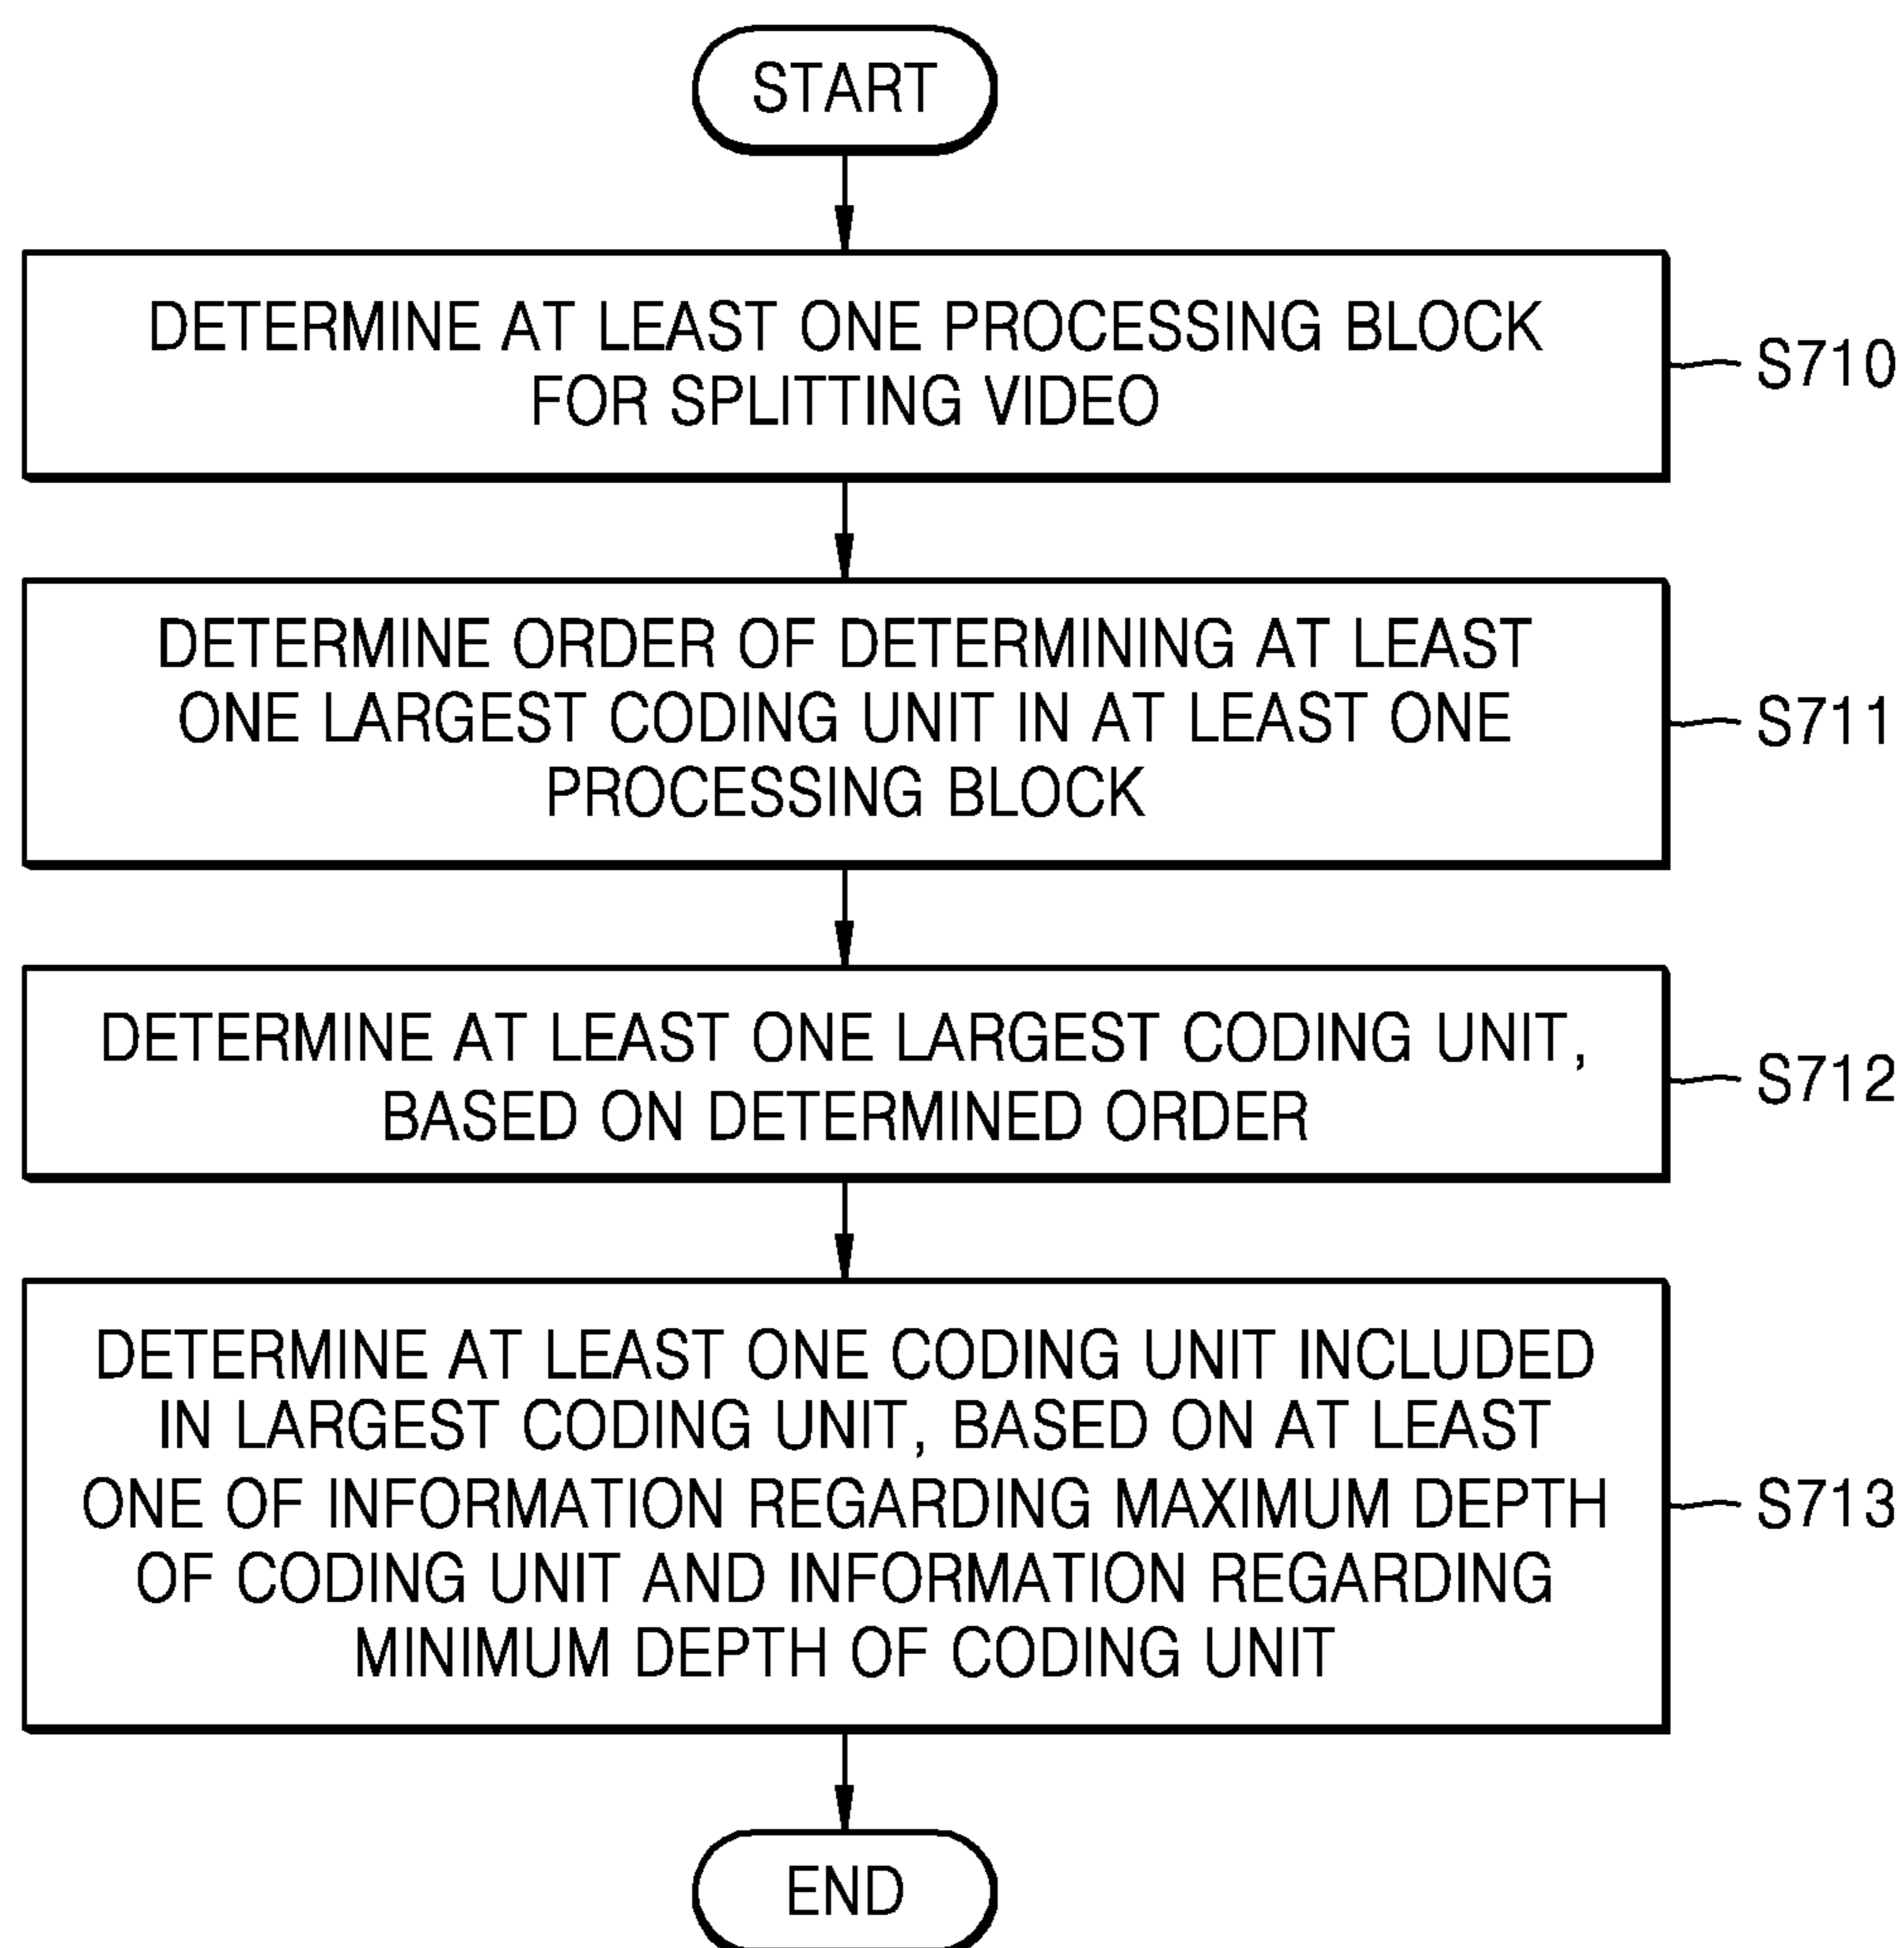 START
DETERMINE AT LEAST ONE PROCESSING BLOCK
FOR SPLITTING VIDEO
S710
DETERMINE ORDER OF DETERMINING AT LEAST
ONE LARGEST CODING UNIT IN AT LEAST ONE
PROCESSING BLOCK
S711
DETERMINE AT LEAST ONE LARGEST CODING UNIT,
BASED ON DETERMINED ORDER
S712
DETERMINE AT LEAST ONE CODING UNIT INCLUDED
IN LARGEST CODING UNIT, BASED ON AT LEAST
ONE OF INFORMATION REGARDING MAXIMUM DEPTH
OF CODING UNIT AND INFORMATION REGARDING
MINIMUM DEPTH OF CODING UNIT
S713
END